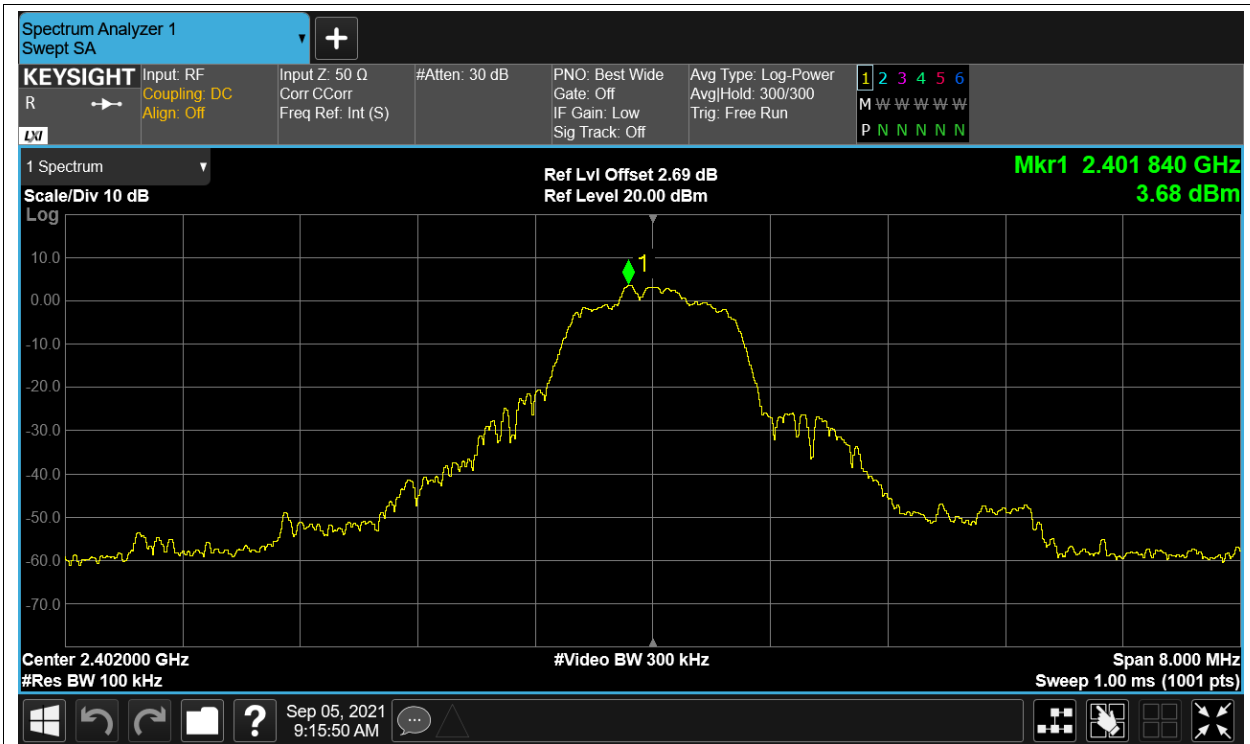 Spectrum Analyzer 1
Swept SA
KEYSIGHT
R
LXI
Input: RF
Coupling: DC
Align: Off
Input Z: 50 Ω
Corr CCorr
Freq Ref: Int (S)
#Atten: 30 dB
PNO: Best Wide
Gate: Off
IF Gain: Low
Sig Track: Off
Avg Type: Log-Power
Avg|Hold: 300/300
Trig: Free Run
1 2 3 4 5 6
M W W W W W
P N N N N N
1 Spectrum
Scale/Div 10 dB
Log
Ref Lvl Offset 2.69 dB
Ref Level 20.00 dBm
Mkr1 2.401 840 GHz
3.68 dBm
1
10.0
0.00
-10.0
-20.0
-30.0
-40.0
-50.0
-60.0
-70.0
Center 2.402000 GHz
#Res BW 100 kHz
#Video BW 300 kHz
Span 8.000 MHz
Sweep 1.00 ms (1001 pts)
?
Sep 05, 2021
9:15:50 AM